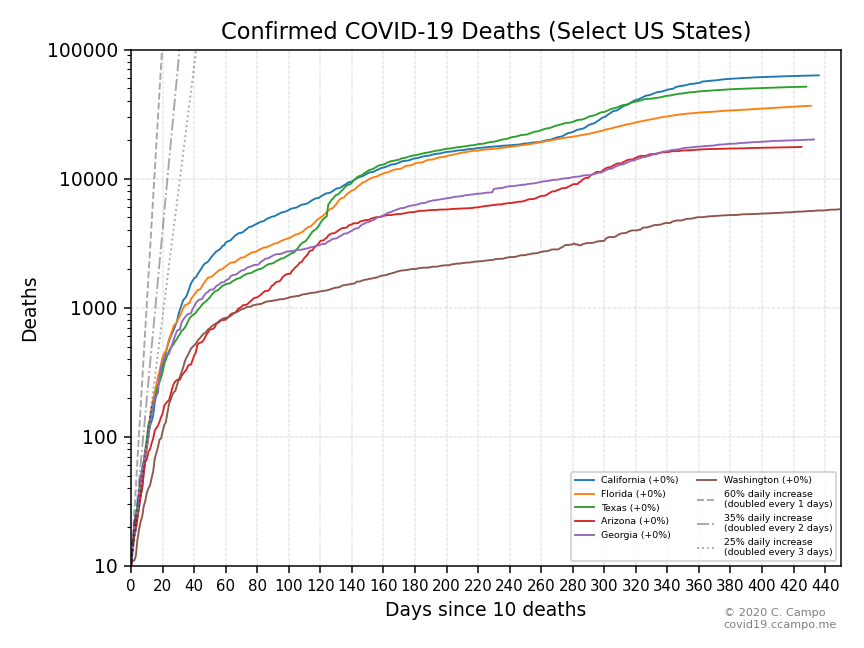 Confirmed COVID-19 Deaths (Select US States)
100000
10000
1000
100
10
Deaths
0 20 40 60 80 100 120 140 160 180 200 220 240 260 280 300 320 340 360 380 400 420 440
Days since 10 deaths
California (+0%)
Florida (+0%)
Texas (+0%)
Arizona (+0%)
Georgia (+0%)
Washington (+0%)
60% daily increase
(doubled every 1 days)
35% daily increase
(doubled every 2 days)
25% daily increase
(doubled every 3 days)
© 2020 C. Campo
covid19.ccampo.me